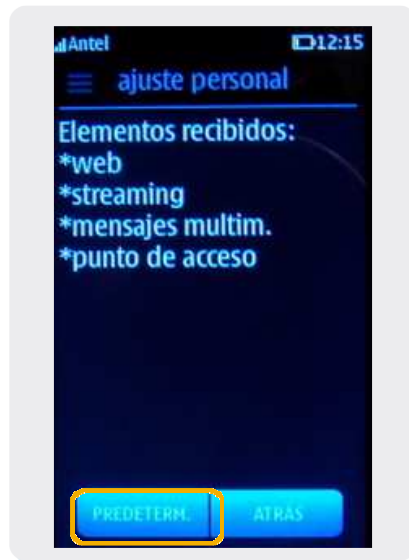 Antel 12:15
ajuste personal
Elementos recibidos:
*web
*streaming
*mensajes multim.
*punto de acceso
PREDETERM. ATRÁS